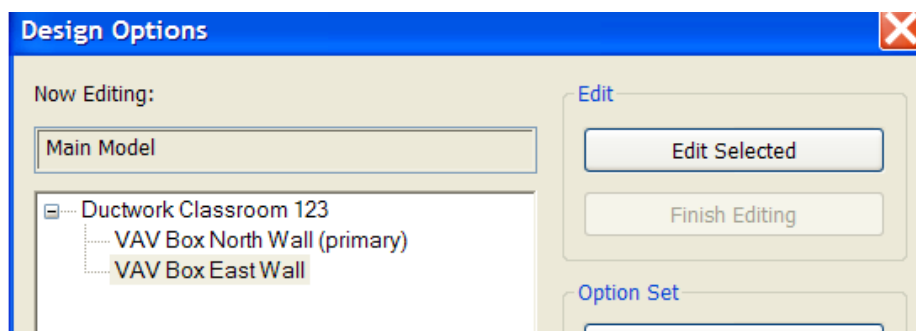 Design Options
Now Editing:
Main Model
Ductwork Classroom 123
VAV Box North Wall (primary)
VAV Box East Wall
Edit
Edit Selected
Finish Editing
Option Set